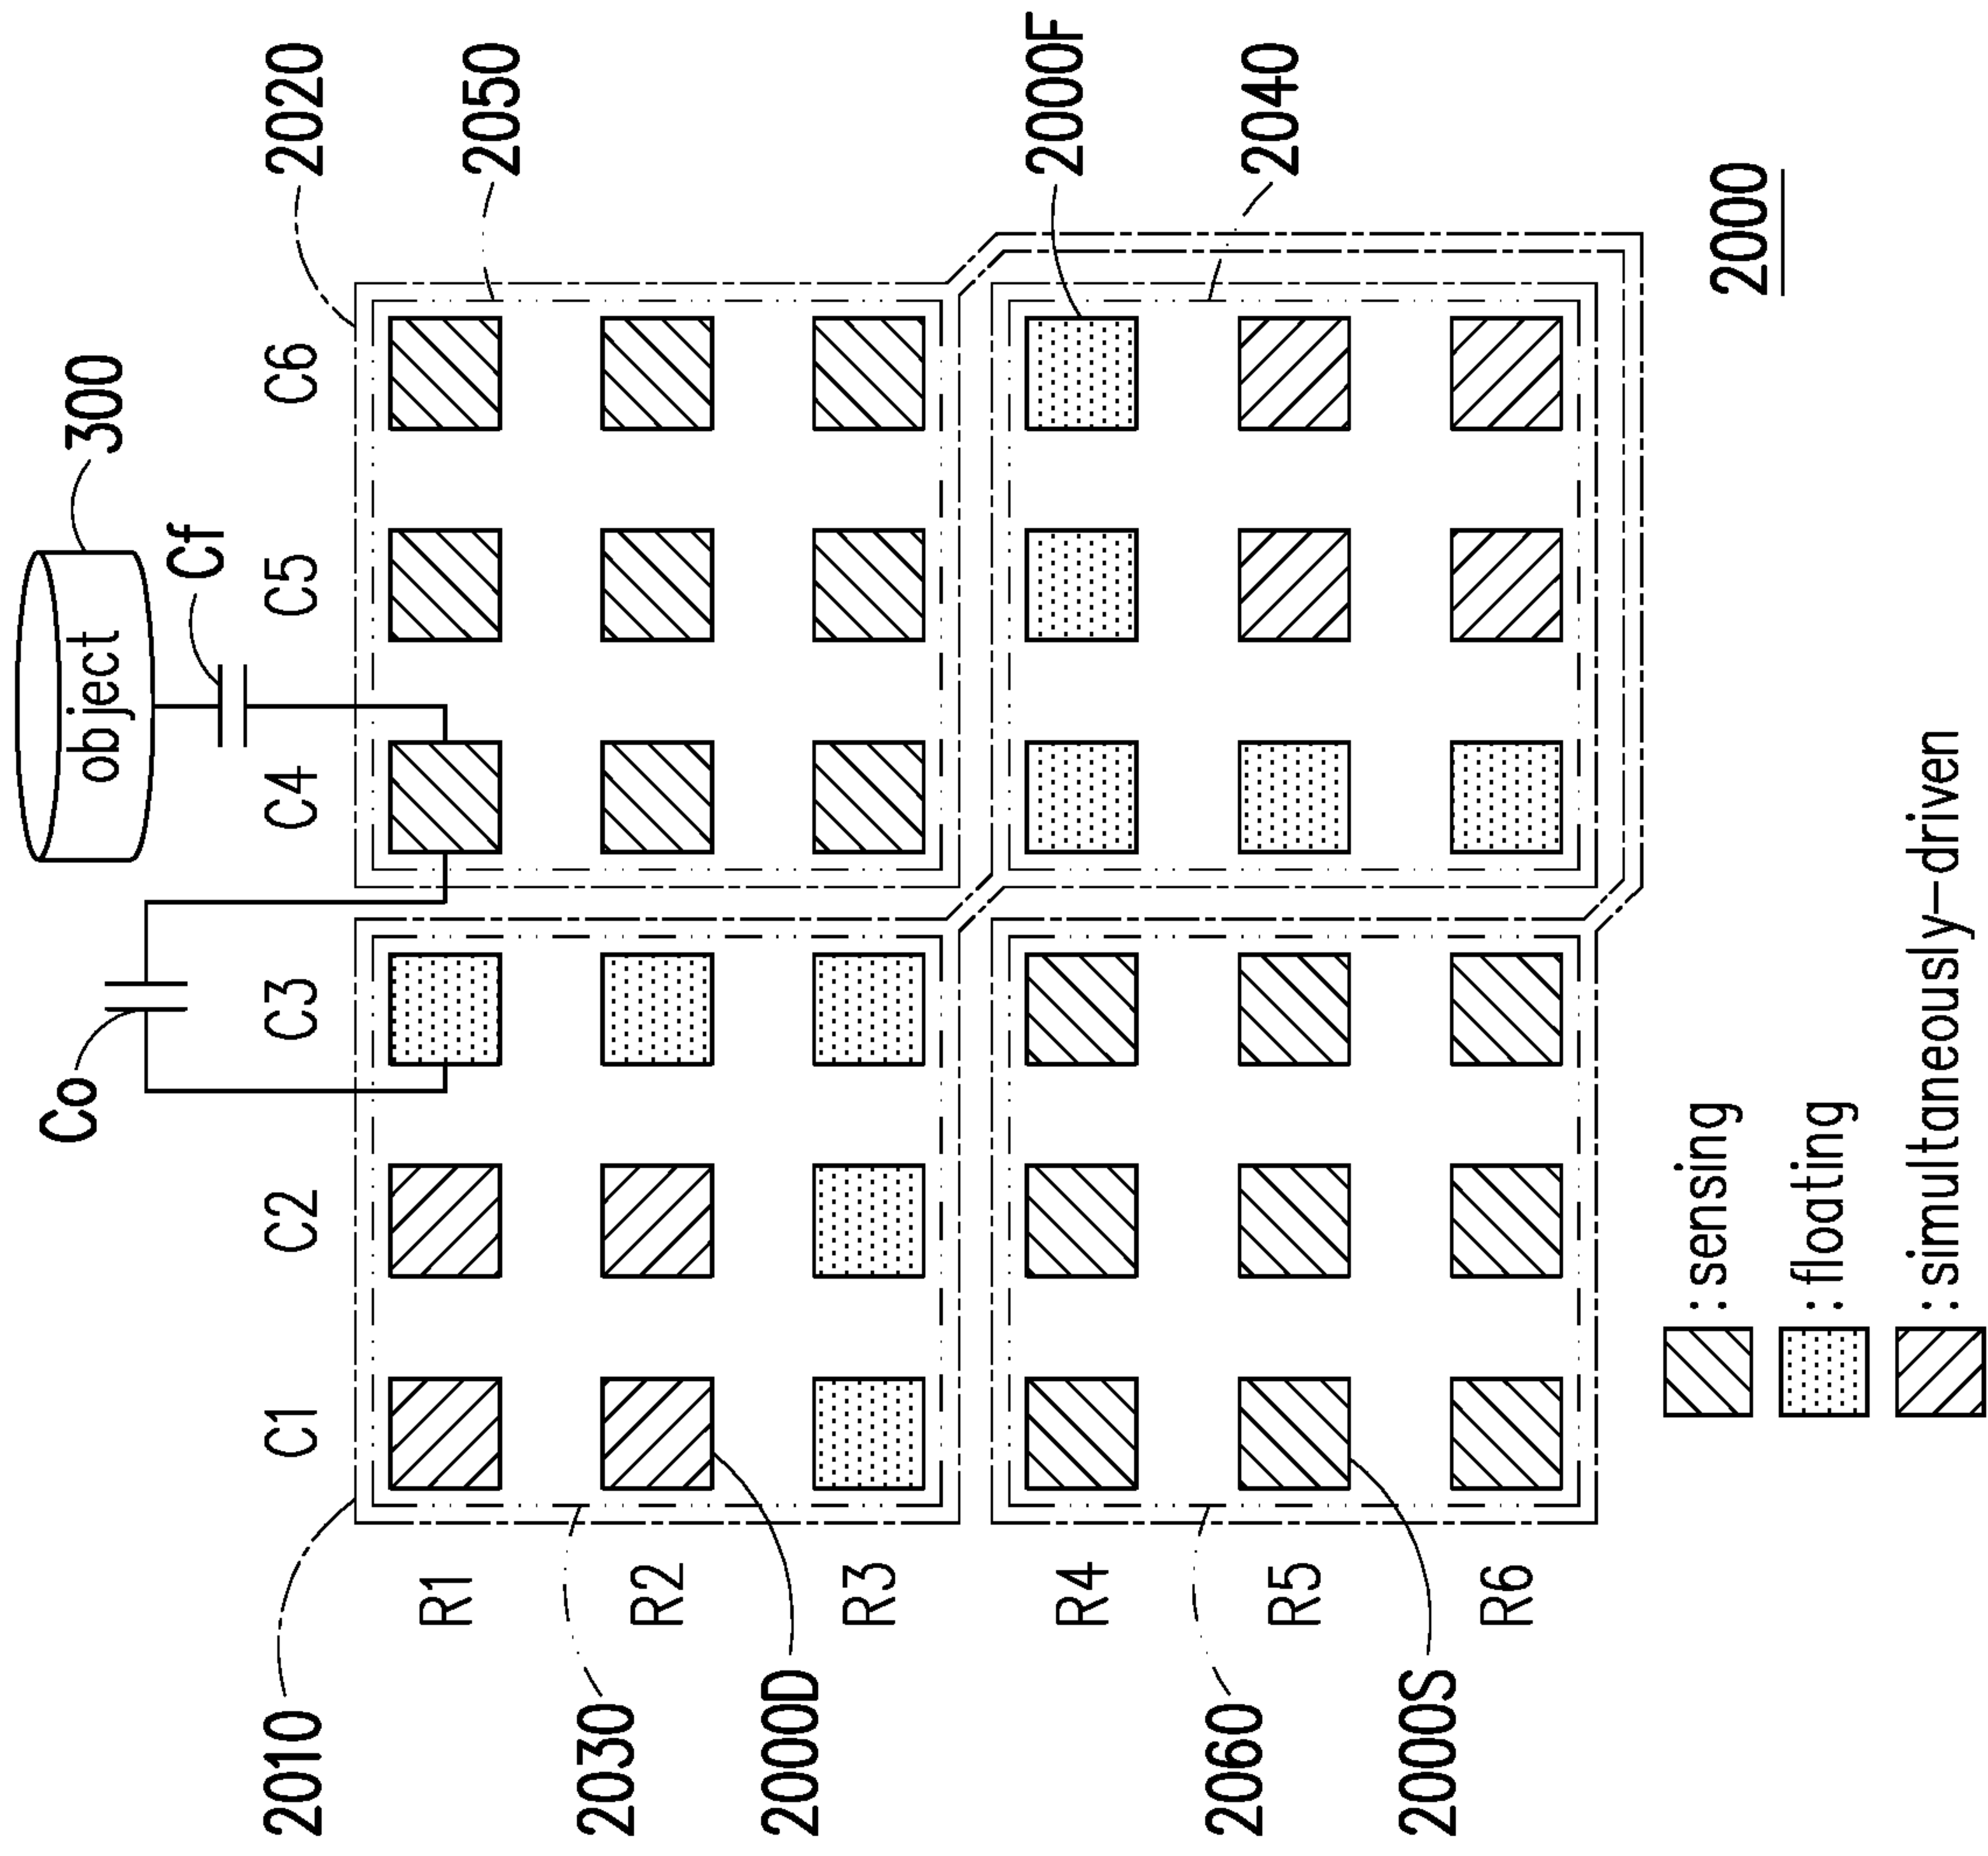 300
object
Cf
Co
2010
C1
C2
C3
C4
C5
C6
2020
2030
R1
2050
2000D
R2
R3
2060
R4
2000F
2000S
R5
2040
R6
:sensing
:floating
:simultaneously-driven
2000